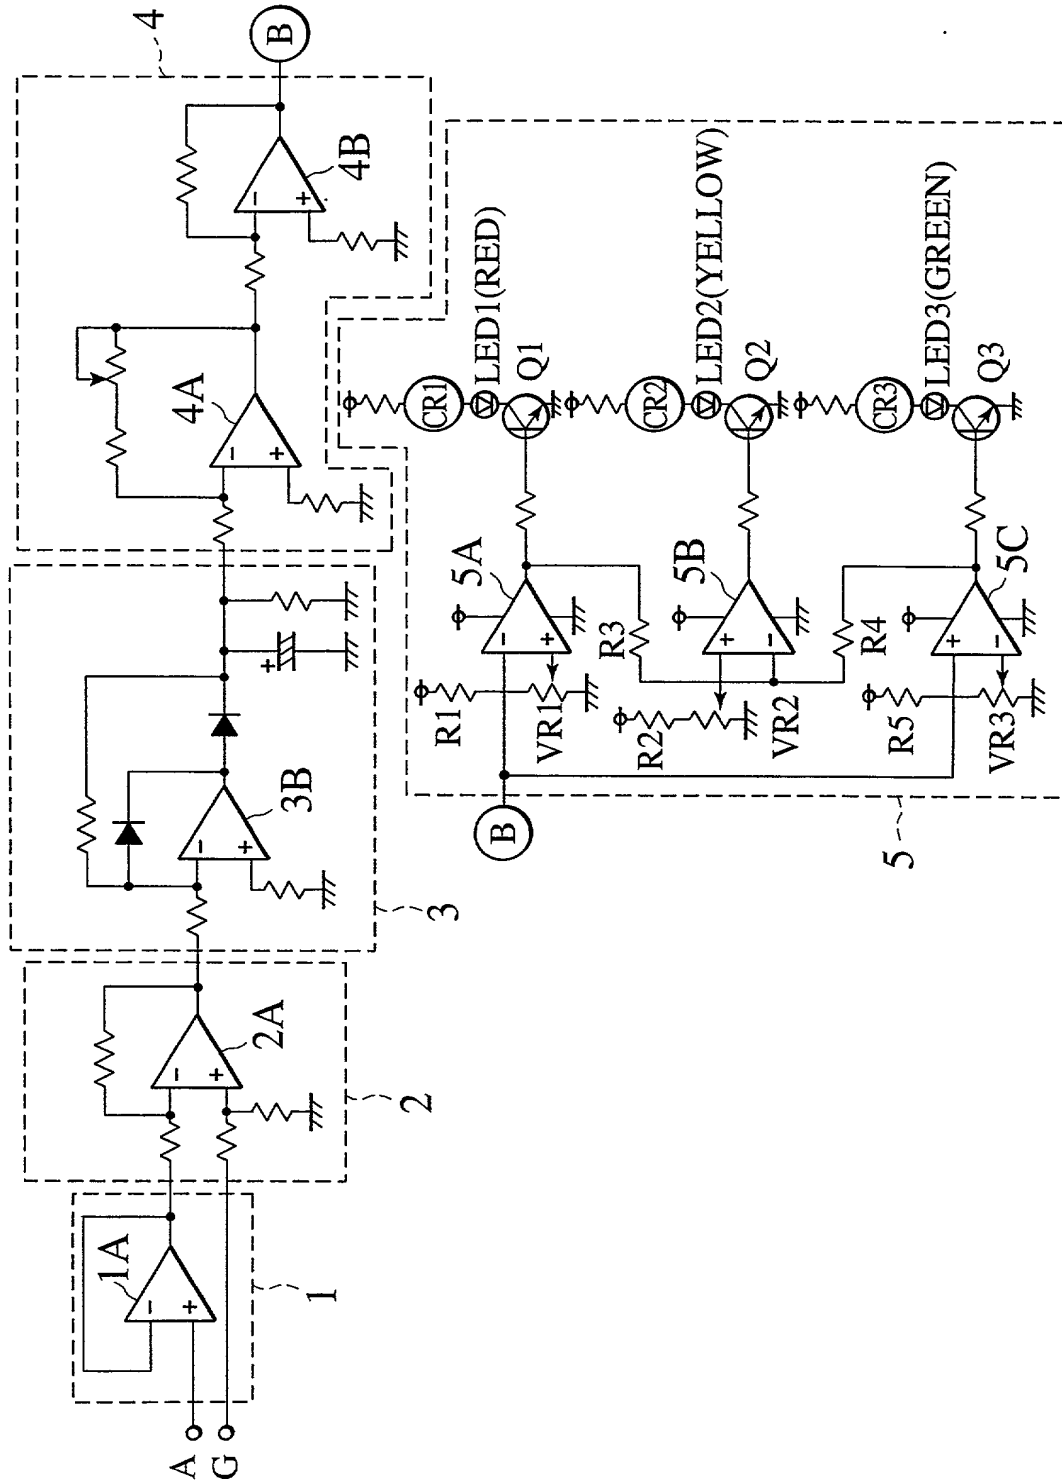 A
G
1A
−
+
1
2A
−
+
2
3B
−
+
+
3
4A
−
+
4B
−
+
4
B
B
R1
VR1
5A
−
+
R3
CR1
LED1(RED)
Q1
R2
VR2
5B
+
−
CR2
LED2(YELLOW)
Q2
R4
R5
VR3
5C
+
−
CR3
LED3(GREEN)
Q3
5